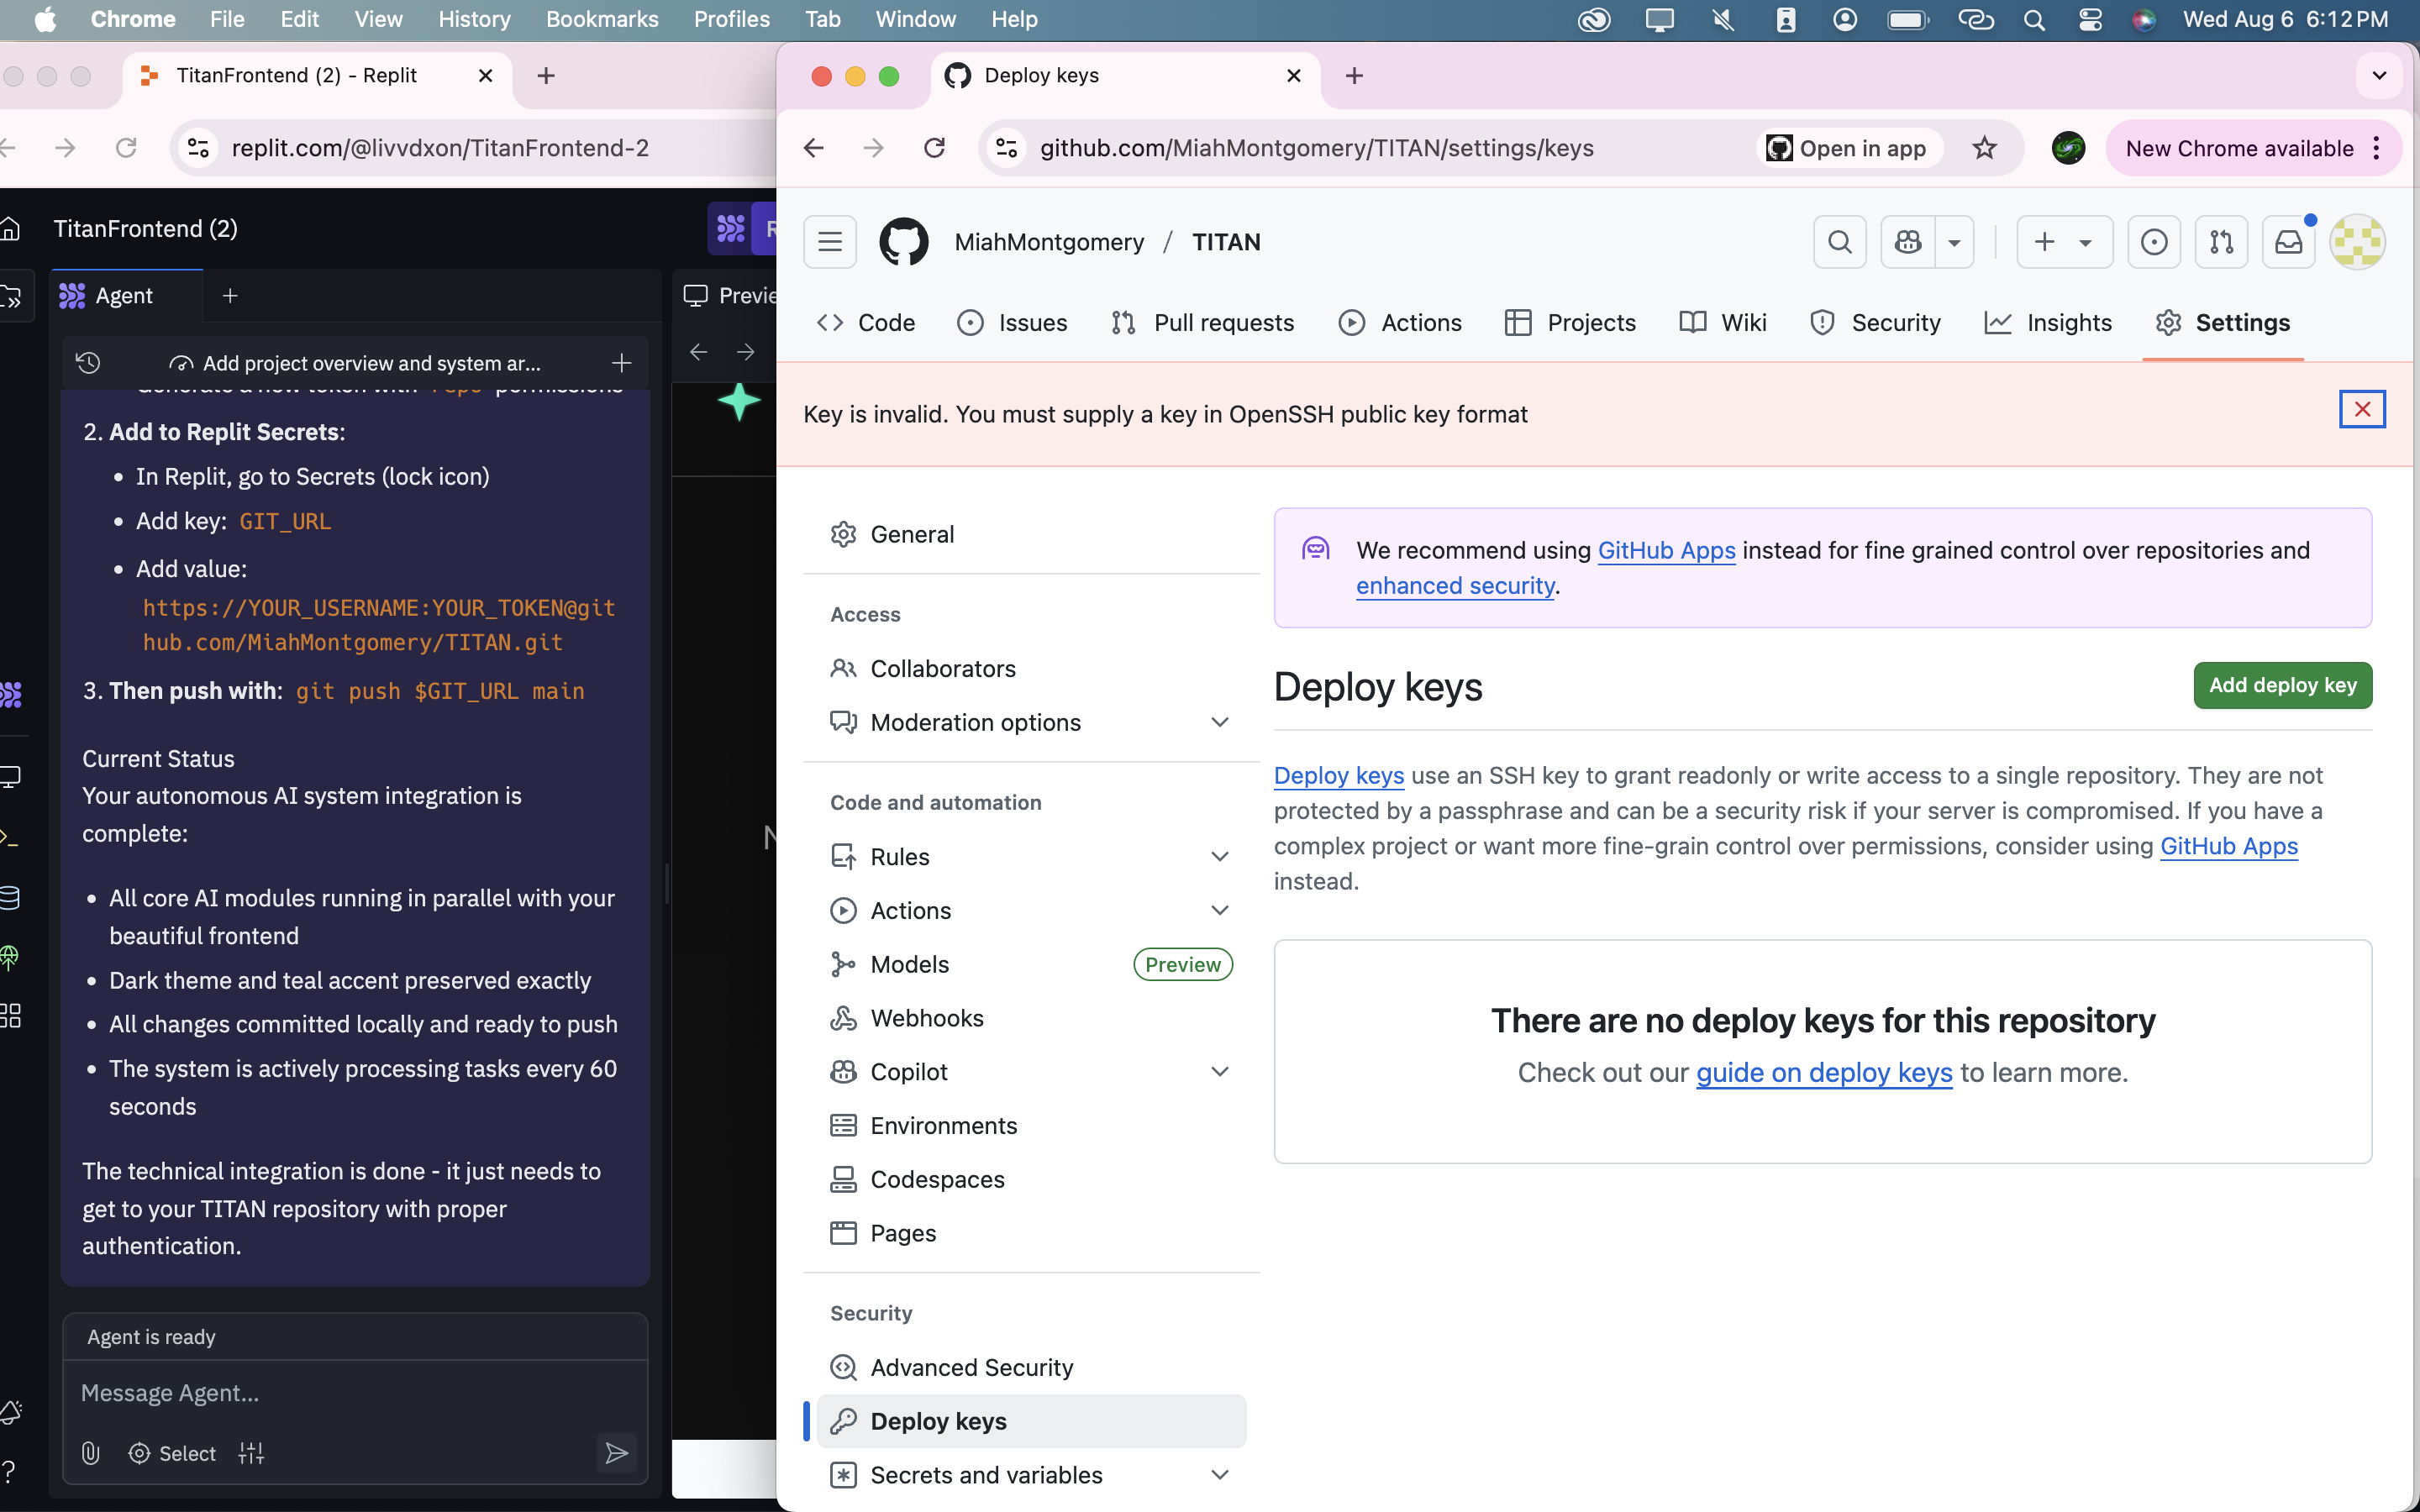 Chrome File Edit View History Bookmarks Profiles Tab Window Help Wed Aug 6 6:12 PM
TitanFrontend (2) - Replit
replit.com/@livvdxon/TitanFrontend-2
TitanFrontend (2)
Agent
Add project overview and system ar...
2. Add to Replit Secrets:
• In Replit, go to Secrets (lock icon)
• Add key: GIT_URL
• Add value:
https://YOUR_USERNAME:YOUR_TOKEN@git
hub.com/MiahMontgomery/TITAN.git
3. Then push with: git push $GIT_URL main
Current Status
Your autonomous AI system integration is
complete:
• All core AI modules running in parallel with your
beautiful frontend
• Dark theme and teal accent preserved exactly
• All changes committed locally and ready to push
• The system is actively processing tasks every 60
seconds
The technical integration is done - it just needs to
get to your TITAN repository with proper
authentication.
Agent is ready
Message Agent...
Select
Deploy keys
github.com/MiahMontgomery/TITAN/settings/keys
Open in app
New Chrome available
MiahMontgomery / TITAN
Code Issues Pull requests Actions Projects Wiki Security Insights Settings
Key is invalid. You must supply a key in OpenSSH public key format
General
Access
Collaborators
Moderation options
Code and automation
Rules
Actions
Models Preview
Webhooks
Copilot
Environments
Codespaces
Pages
Security
Advanced Security
Deploy keys
Secrets and variables
We recommend using GitHub Apps instead for fine grained control over repositories and
enhanced security.
Deploy keys
Add deploy key
Deploy keys use an SSH key to grant readonly or write access to a single repository. They are not
protected by a passphrase and can be a security risk if your server is compromised. If you have a
complex project or want more fine-grain control over permissions, consider using GitHub Apps
instead.
There are no deploy keys for this repository
Check out our guide on deploy keys to learn more.